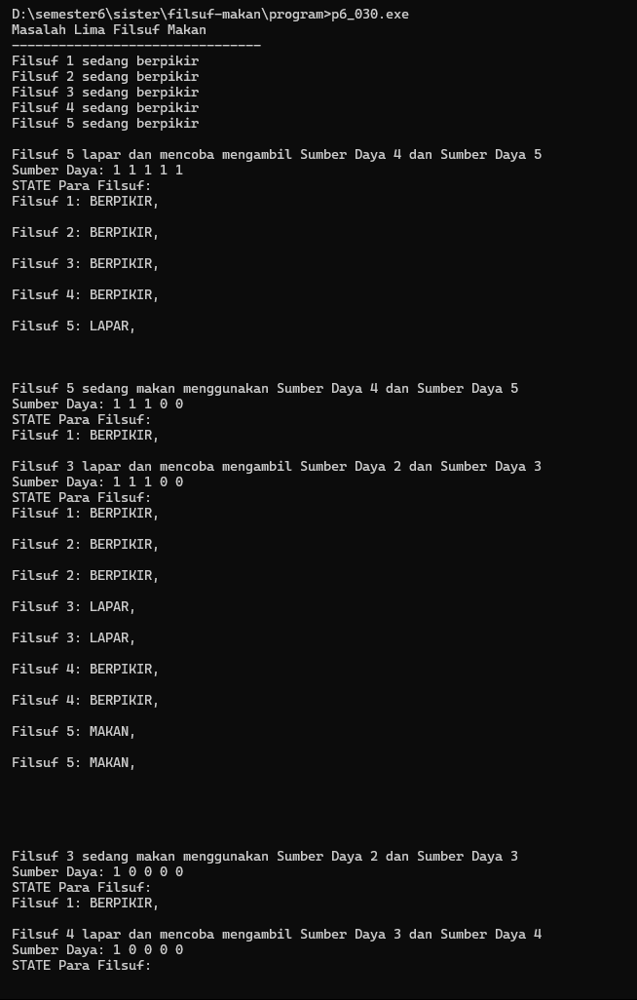 D:\semester6\sister\filsuf-makan\program>p6_030.exe
Masalah Lima Filsuf Makan
--------------------------------
Filsuf 1 sedang berpikir
Filsuf 2 sedang berpikir
Filsuf 3 sedang berpikir
Filsuf 4 sedang berpikir
Filsuf 5 sedang berpikir
Filsuf 5 lapar dan mencoba mengambil Sumber Daya 4 dan Sumber Daya 5
Sumber Daya: 1 1 1 1 1
STATE Para Filsuf:
Filsuf 1: BERPIKIR,
Filsuf 2: BERPIKIR,
Filsuf 3: BERPIKIR,
Filsuf 4: BERPIKIR,
Filsuf 5: LAPAR,
Filsuf 5 sedang makan menggunakan Sumber Daya 4 dan Sumber Daya 5
Sumber Daya: 1 1 1 0 0
STATE Para Filsuf:
Filsuf 1: BERPIKIR,
Filsuf 3 lapar dan mencoba mengambil Sumber Daya 2 dan Sumber Daya 3
Sumber Daya: 1 1 1 0 0
STATE Para Filsuf:
Filsuf 1: BERPIKIR,
Filsuf 2: BERPIKIR,
Filsuf 2: BERPIKIR,
Filsuf 3: LAPAR,
Filsuf 3: LAPAR,
Filsuf 4: BERPIKIR,
Filsuf 4: BERPIKIR,
Filsuf 5: MAKAN,
Filsuf 5: MAKAN,
Filsuf 3 sedang makan menggunakan Sumber Daya 2 dan Sumber Daya 3
Sumber Daya: 1 0 0 0 0
STATE Para Filsuf:
Filsuf 1: BERPIKIR,
Filsuf 4 lapar dan mencoba mengambil Sumber Daya 3 dan Sumber Daya 4
Sumber Daya: 1 0 0 0 0
STATE Para Filsuf: